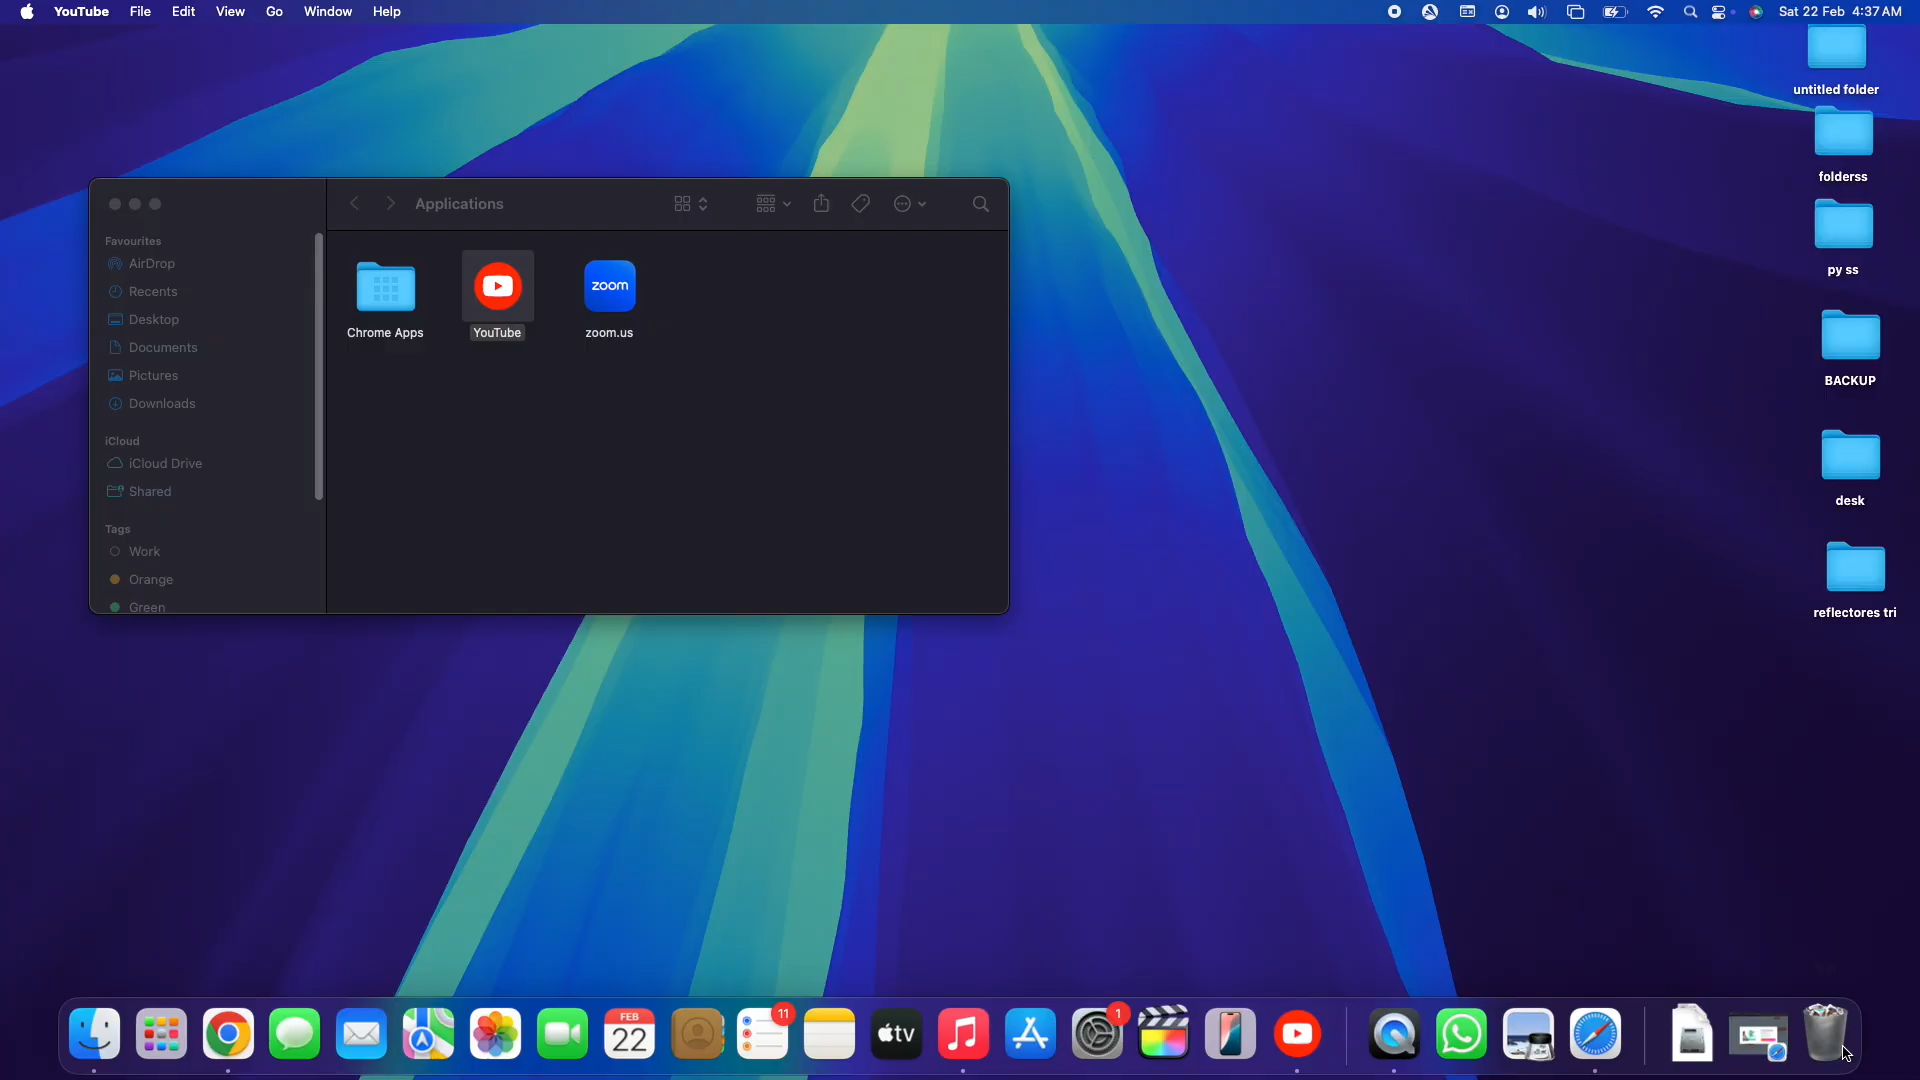 YouTube File Edit View Go Window Help
Sat 22 Feb 4:37 AM
untitled folder
folderss
py ss
BACKUP
desk
reflectores tri
Applications
Favourites
AirDrop
Recents
Desktop
Documents
Pictures
Downloads
iCloud
iCloud Drive
Shared
Tags
Work
Orange
Green
zoom
Chrome Apps YouTube zoom.us
FEB
22
11
tv
1